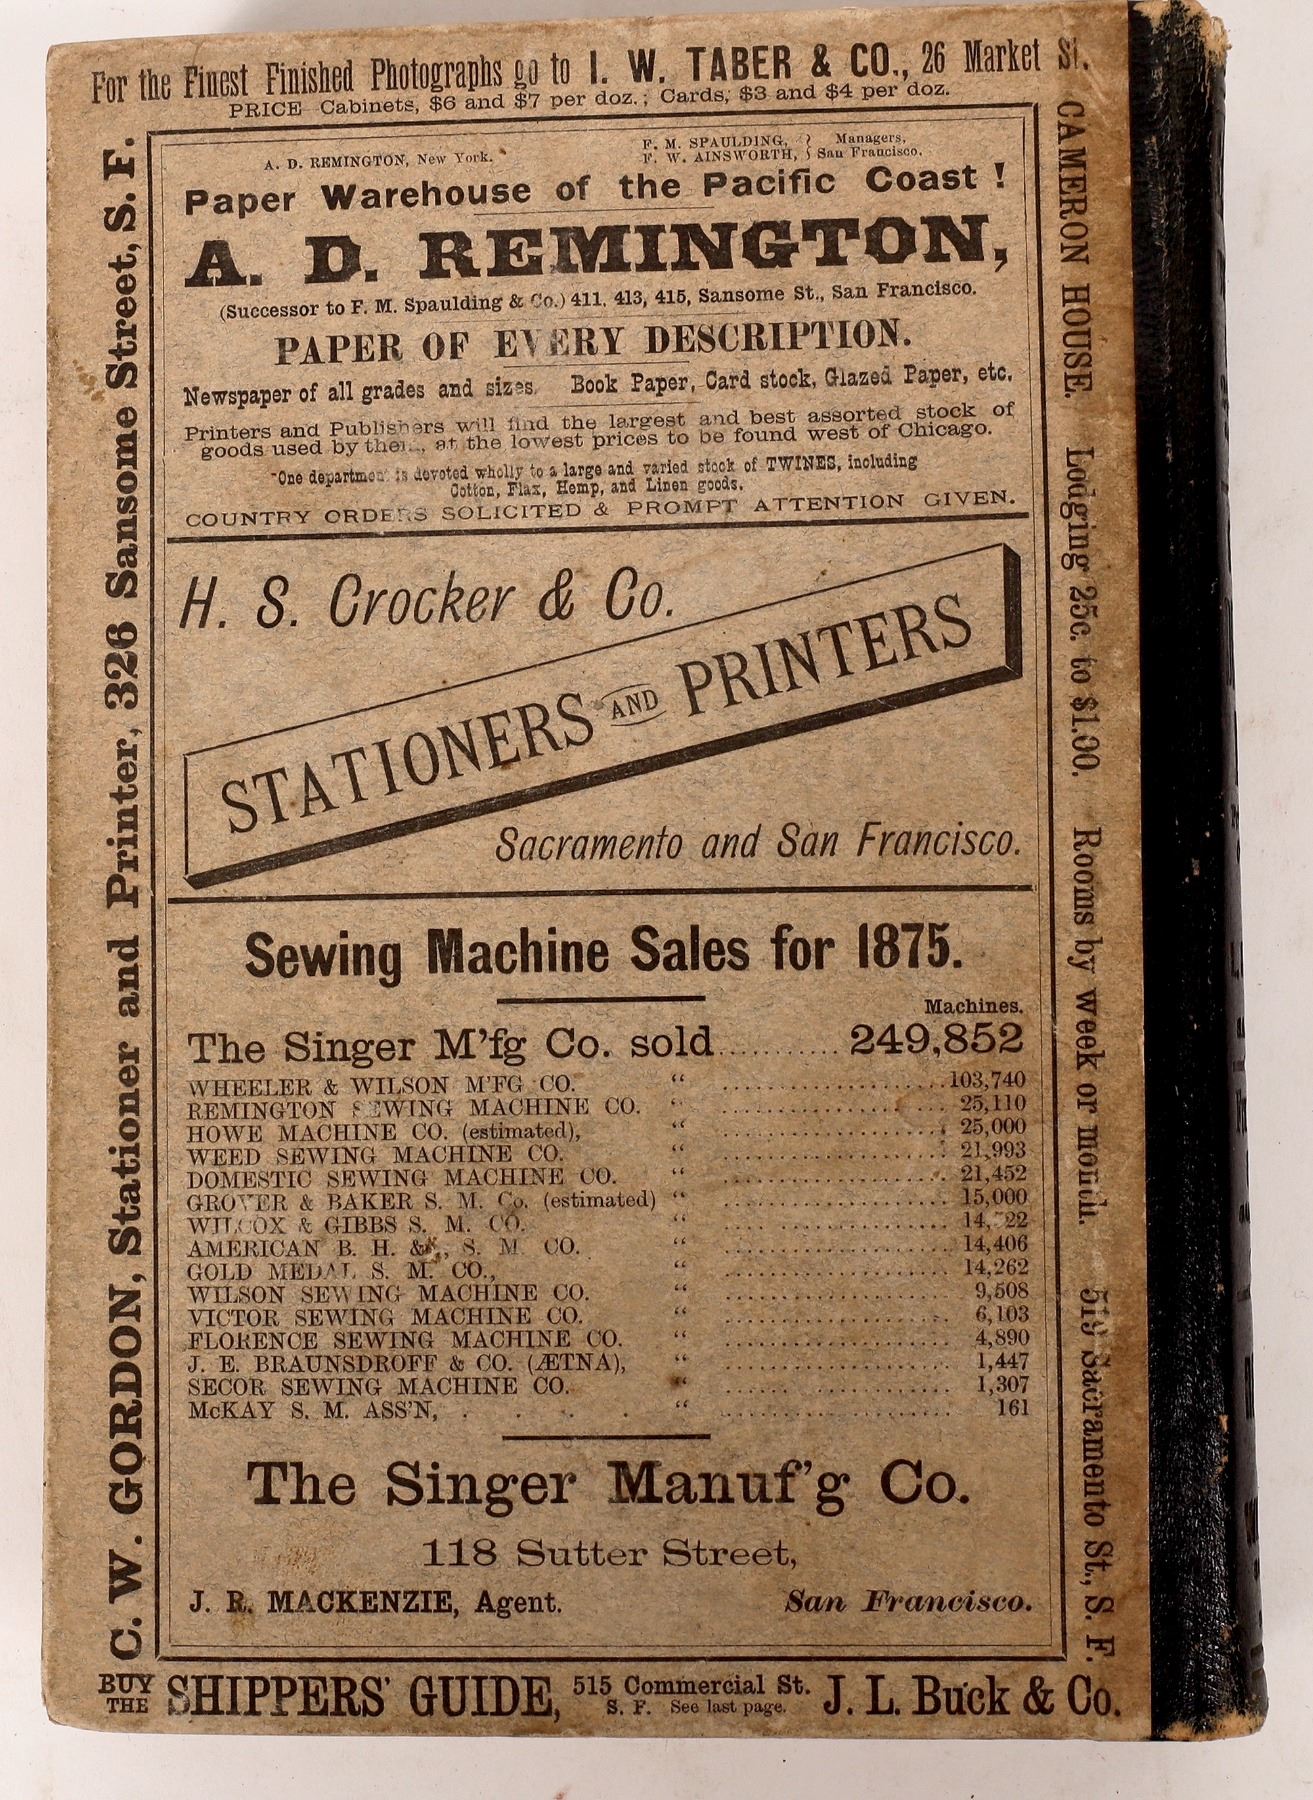 For the Finest Finished Photographs go to I. W. TABER & CO., 26 Market St.
PRICE—Cabinets, $6 and $7 per doz.; Cards, $3 and $4 per doz.
C. W. GORDON, Stationer and Printer, 326 Sansome Street, S. F.
A. D. REMINGTON, New York.
F. M. SPAULDING, } Managers,
F. W. AINSWORTH, } San Francisco.
Paper Warehouse of the Pacific Coast !
A. D. REMINGTON,
(Successor to F. M. Spaulding & Co.) 411, 413, 415, Sansome St., San Francisco.
PAPER OF EVERY DESCRIPTION.
Newspaper of all grades and sizes. Book Paper, Card stock, Glazed Paper, etc.
Printers and Publishers will find the largest and best assorted stock of
goods used by them, at the lowest prices to be found west of Chicago.
One department is devoted wholly to a large and varied stock of TWINES, including
Cotton, Flax, Hemp, and Linen goods.
COUNTRY ORDERS SOLICITED & PROMPT ATTENTION GIVEN.
H. S. Crocker & Co.
STATIONERS AND PRINTERS
Sacramento and San Francisco.
Sewing Machine Sales for 1875.
Machines.
The Singer M'fg Co. sold.......... 249,852
WHEELER & WILSON M'FG CO. “ ......................103,740
REMINGTON SEWING MACHINE CO. “ ...................... 25,110
HOWE MACHINE CO. (estimated), “ ...................... 25,000
WEED SEWING MACHINE CO. “ ...................... 21,993
DOMESTIC SEWING MACHINE CO. “ ...................... 21,452
GROVER & BAKER S. M. Co. (estimated) “ ...................... 15,000
WILCOX & GIBBS S. M. CO. “ ...................... 14, 22
AMERICAN B. H. & , S. M CO. “ ...................... 14,406
GOLD MEDAL S. M. CO., “ ...................... 14,262
WILSON SEWING MACHINE CO. “ ...................... 9,508
VICTOR SEWING MACHINE CO. “ ...................... 6,103
FLORENCE SEWING MACHINE CO. “ ...................... 4,890
J. E. BRAUNSDROFF & CO. (ÆTNA), “ ...................... 1,447
SECOR SEWING MACHINE CO. “ ...................... 1,307
McKAY S. M. ASS'N, . . . . “ ...................... 161
The Singer Manuf'g Co.
118 Sutter Street,
J. R. MACKENZIE, Agent. San Francisco.
CAMERON HOUSE. Lodging 25c. to $1.00. Rooms by week or month. 519 Sacramento St., S. F.
BUY THE SHIPPERS' GUIDE, 515 Commercial St. J. L. Buck & Co.
S. F. See last page.